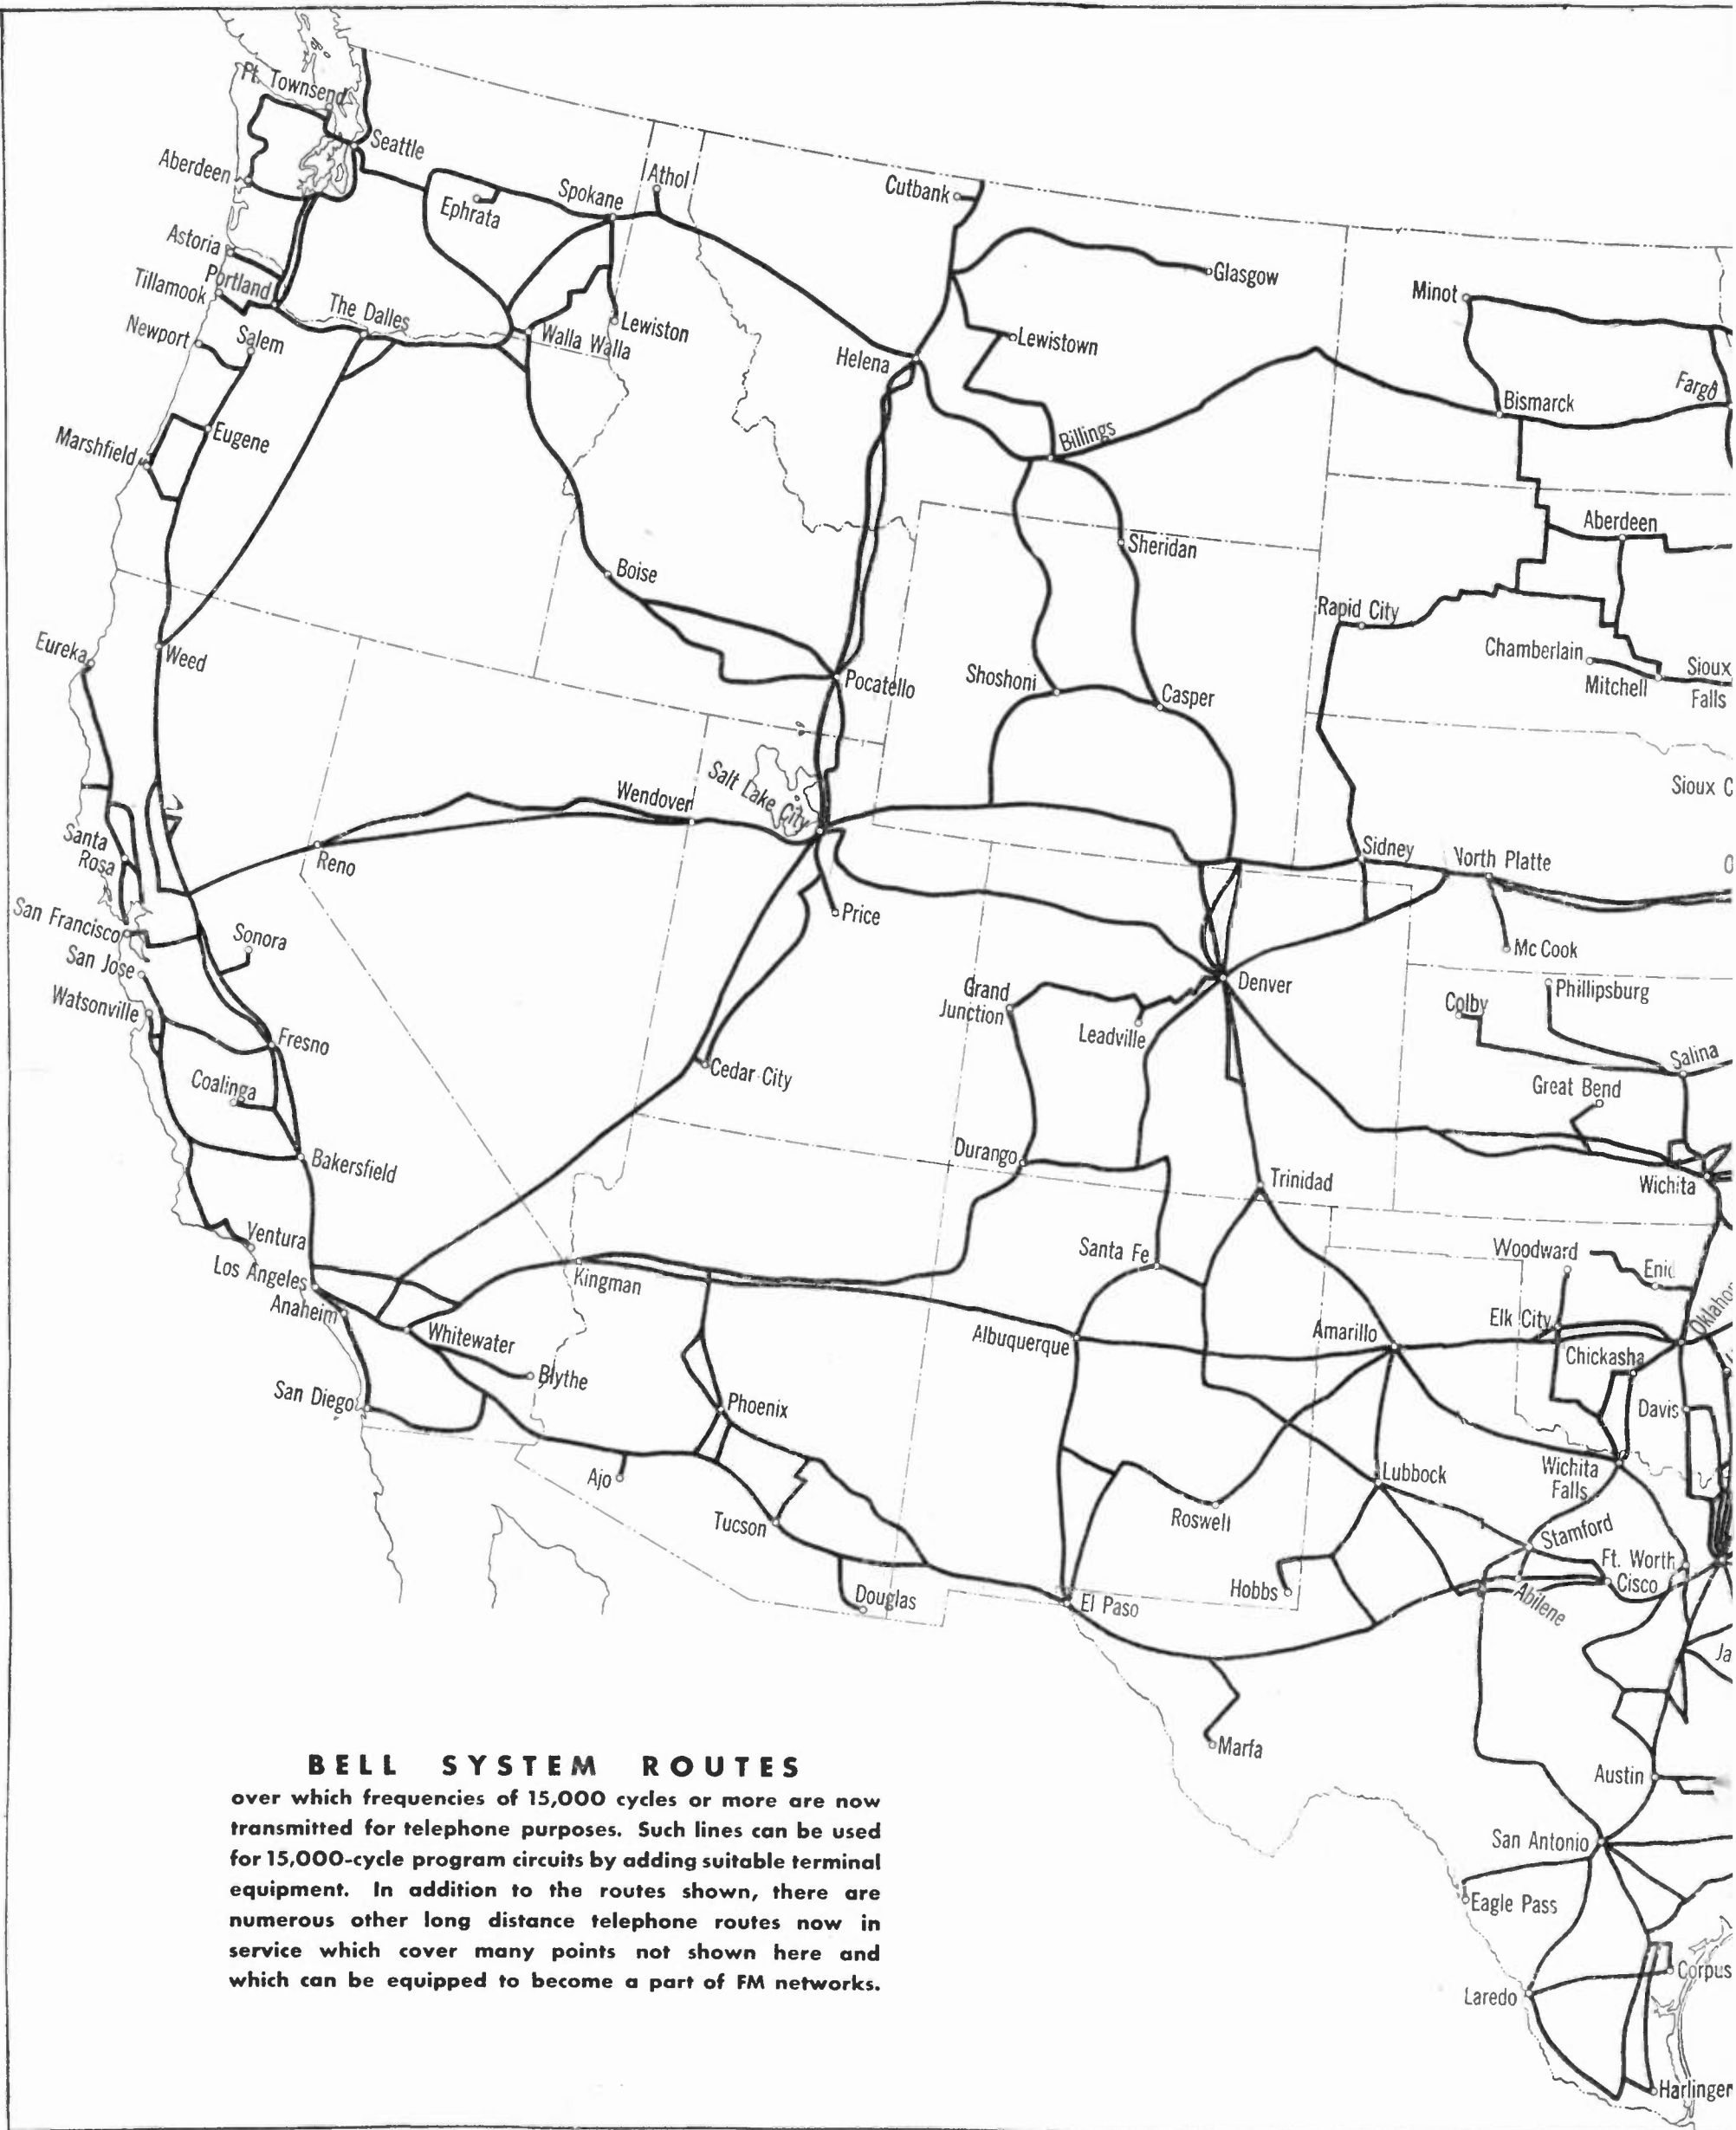 Pt. Townsend
Seattle
Aberdeen
Spokane
Athol
Ephrata
Cutbank
Astoria
Portland
Tillamook
The Dalles
Glasgow
Minot
Newport
Salem
Walla Walla
Lewiston
Helena
Lewistown
Fargo
Bismarck
Marshfield
Eugene
Billings
Aberdeen
Sheridan
Boise
Rapid City
Eureka
Weed
Pocatello
Shoshoni
Casper
Chamberlain
Mitchell
Sioux
Falls
Salt Lake City
Wendover
Sioux C
Santa
Rosa
Reno
Sidney
North Platte
O
San Francisco
Sonora
Price
Mc Cook
San Jose
Watsonville
Grand
Junction
Leadville
Denver
Colby
Phillipsburg
Fresno
Salina
Coalinga
Cedar City
Great Bend
Bakersfield
Durango
Trinidad
Wichita
Ventura
Los Angeles
Anaheim
Kingman
Santa Fe
Woodward
Enid
Whitewater
Albuquerque
Amarillo
Elk City
Oklaho
Chickasha
Blythe
San Diego
Phoenix
Davis
Ajo
Tucson
Roswell
Lubbock
Wichita
Falls
Stamford
Ft. Worth
Cisco
Abilene
Douglas
El Paso
Hobbs
Ja
Marfa
BELL SYSTEM ROUTES
over which frequencies of 15,000 cycles or more are now
transmitted for telephone purposes. Such lines can be used
for 15,000-cycle program circuits by adding suitable terminal
equipment. In addition to the routes shown, there are
numerous other long distance telephone routes now in
service which cover many points not shown here and
which can be equipped to become a part of FM networks.
Austin
San Antonio
Eagle Pass
Corpus
Laredo
Harlinger